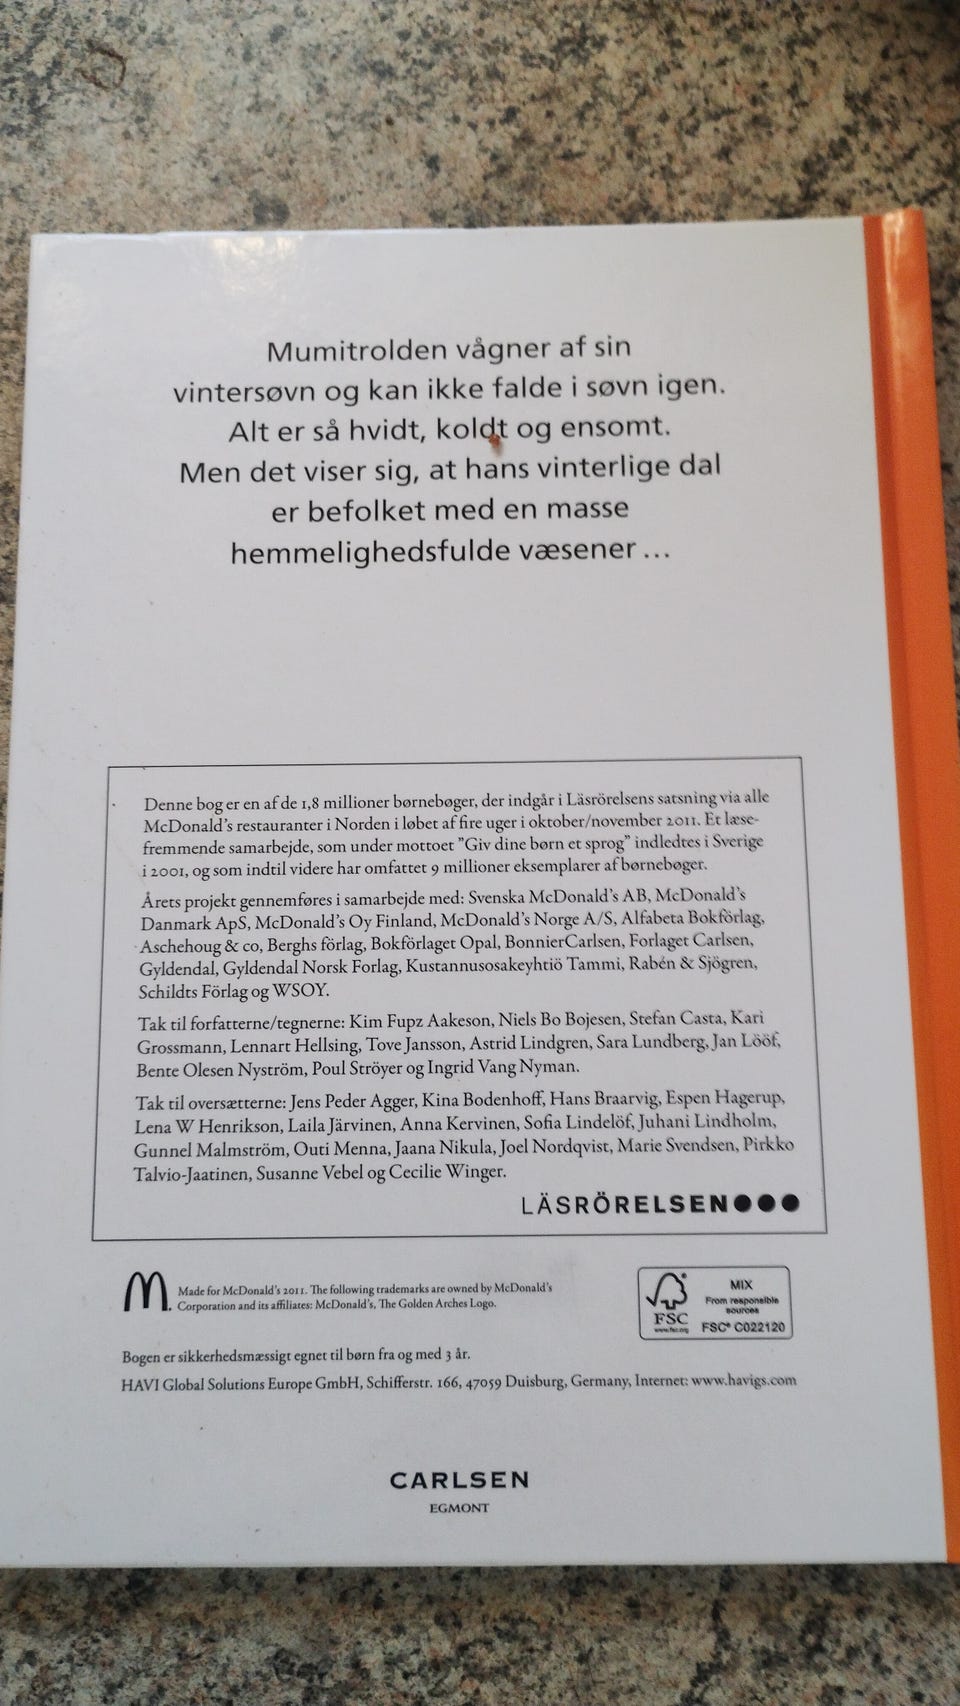 Mumitrolden vågner af sin
vintersøvn og kan ikke falde i søvn igen.
Alt er så hvidt, koldt og ensomt.
Men det viser sig, at hans vinterlige dal
er befolket med en masse
hemmelighedsfulde væsener ...
Denne bog er en af de 1,8 millioner børnebøger, der indgår i Läsrörelsens satsning via alle
McDonald's restauranter i Norden i løbet af fire uger i oktober/november 2011. Et læse-
fremmende samarbejde, som under mottoet "Giv dine børn et sprog" indledtes i Sverige
i 2001, og som indtil videre har omfattet 9 millioner eksemplarer af børnebøger.
Årets projekt gennemføres i samarbejde med: Svenska McDonald's AB, McDonald's
Danmark ApS, McDonald's Oy Finland, McDonald's Norge A/S, Alfabeta Bokförlag,
Aschehoug & co, Berghs förlag, Bokförlaget Opal, BonnierCarlsen, Forlaget Carlsen,
Gyldendal, Gyldendal Norsk Forlag, Kustannusosakeyhtiö Tammi, Rabén & Sjögren,
Schildts Förlag og WSOY.
Tak til forfatterne/tegnerne: Kim Fupz Aakeson, Niels Bo Bojesen, Stefan Casta, Kari
Grossmann, Lennart Hellsing, Tove Jansson, Astrid Lindgren, Sara Lundberg, Jan Lööf,
Bente Olesen Nyström, Poul Ströyer og Ingrid Vang Nyman.
Tak til oversætterne: Jens Peder Agger, Kina Bodenhoff, Hans Braarvig, Espen Hagerup,
Lena W Henrikson, Laila Järvinen, Anna Kervinen, Sofia Lindelöf, Juhani Lindholm,
Gunnel Malmström, Outi Menna, Jaana Nikula, Joel Nordqvist, Marie Svendsen, Pirkko
Talvio-Jaatinen, Susanne Vebel og Cecilie Winger.
LÄSRÖRELSEN
Made for McDonald's 2011. The following trademarks are owned by McDonald's
Corporation and its affiliates: McDonald's, The Golden Arches Logo.
FSC
www.fsc.org
MIX
From responsible
sources
FSC® C022120
Bogen er sikkerhedsmæssigt egnet til børn fra og med 3 år.
HAVI Global Solutions Europe GmbH, Schifferstr. 166, 47059 Duisburg, Germany, Internet: www.havigs.com
CARLSEN
EGMONT